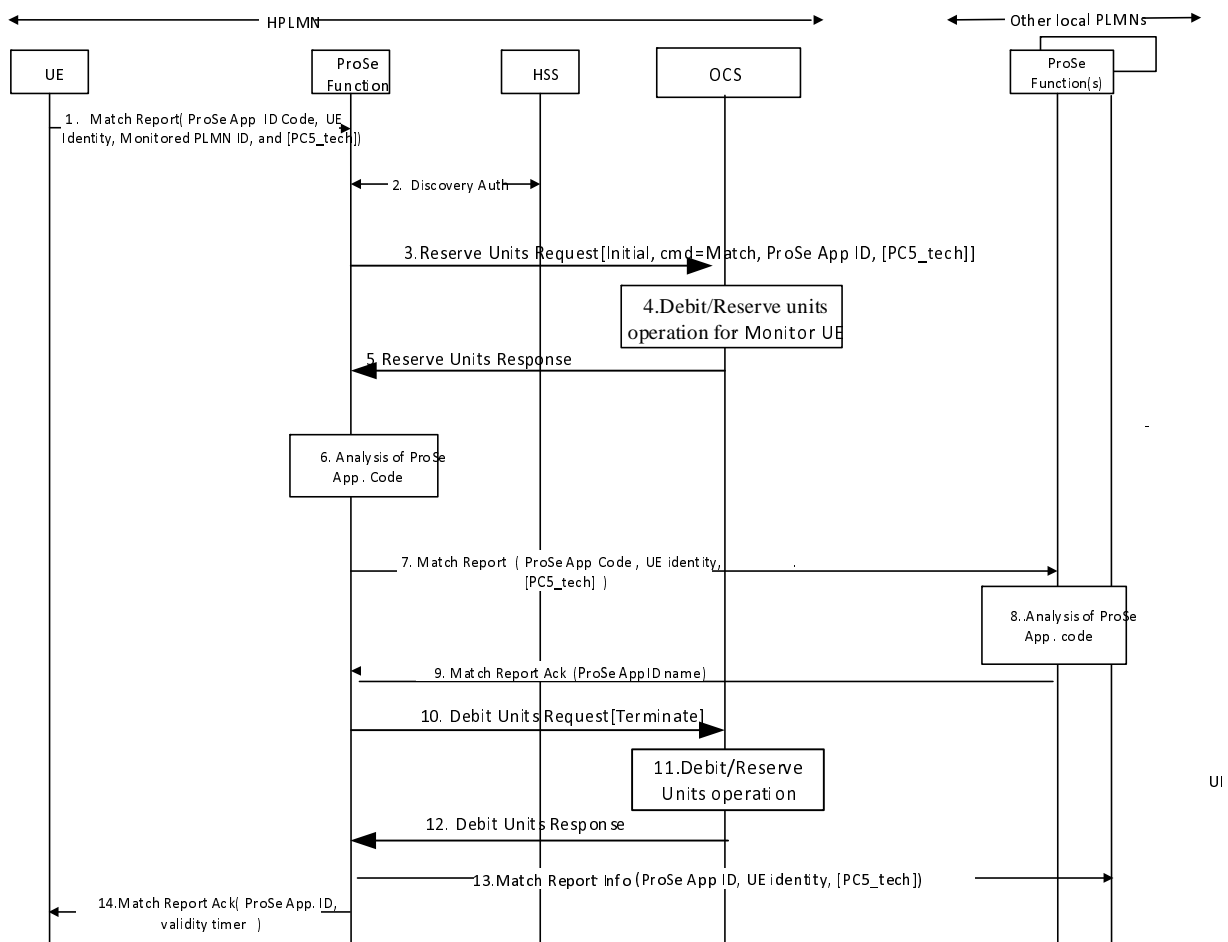 HPLMN
Other local PLMNs
UE
ProSe
Function
HSS
OCS
ProSe
Function(s)
1. Match Report( ProSe App ID Code, UE
Identity, Monitored PLMN ID, and [PC5_tech])
2. Discovery Auth
3.Reserve Units Request[Initial, cmd=Match, ProSe App ID, [PC5_tech]]
4.Debit/Reserve units
operation for Monitor UE
5.Reserve Units Response
6. Analysis of ProSe
App . Code
7. Match Report ( ProSe App Code , UE identity,
[PC5_tech] )
8..Analysis of ProSe
App . code
9. Match Report Ack (ProSe App ID name)
10. Debit Units Request[Terminate]
11.Debit/Reserve
Units operation
UI
12. Debit Units Response
13.Match Report Info (ProSe App ID, UE identity, [PC5_tech])
14.Match Report Ack( ProSe App. ID,
validity timer )